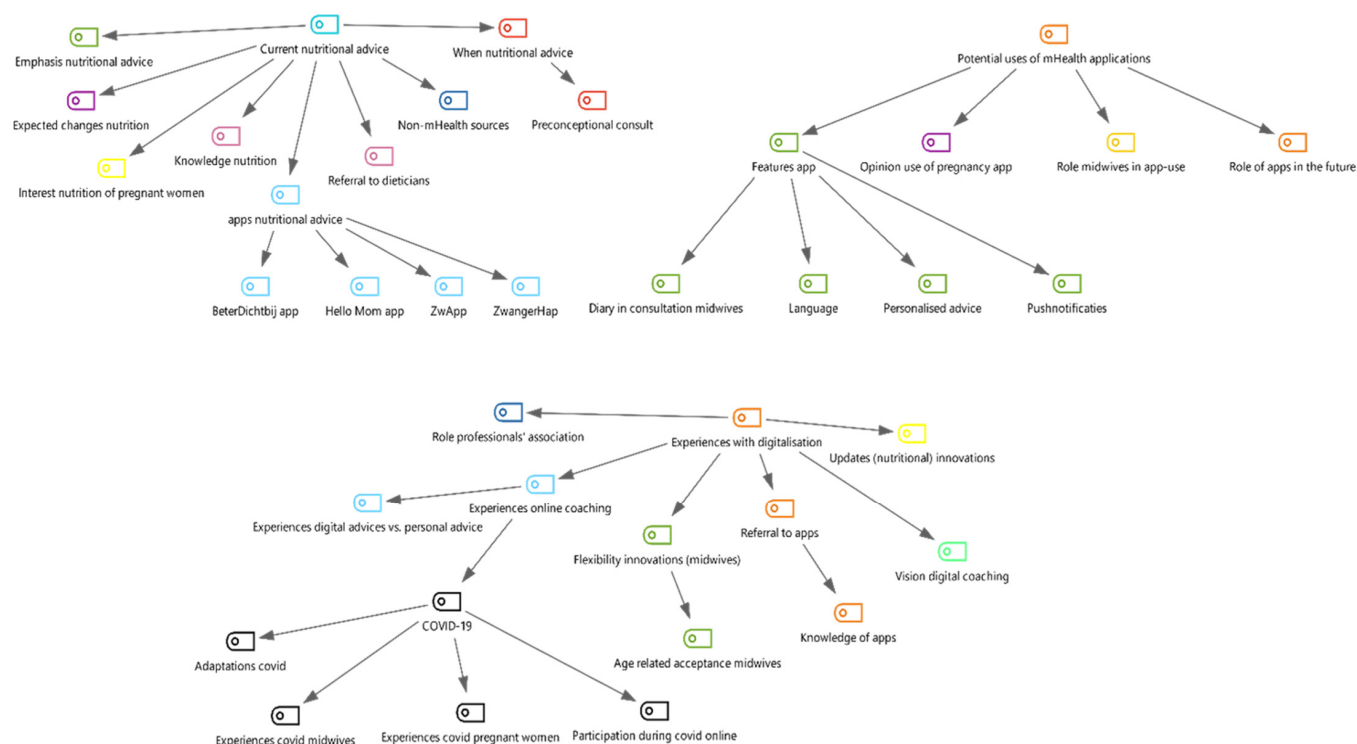 Current nutritional advice
Emphasis nutritional advice
When nutritional advice
Expected changes nutrition
Non-mHealth sources
Preconceptional consult
Knowledge nutrition
Interest nutrition of pregnant women
Referral to dieticians
apps nutritional advice
BeterDichtbij app
Hello Mom app
ZwApp
ZwangerHap
Potential uses of mHealth applications
Features app
Opinion use of pregnancy app
Role midwives in app-use
Role of apps in the future
Diary in consultation midwives
Language
Personalised advice
Pushnotificaties
Role professionals' association
Experiences with digitalisation
Updates (nutritional) innovations
Experiences online coaching
Experiences digital advices vs. personal advice
Referral to apps
Flexibility innovations (midwives)
Vision digital coaching
COVID-19
Knowledge of apps
Adaptations covid
Age related acceptance midwives
Experiences covid midwives
Experiences covid pregnant women
Participation during covid online